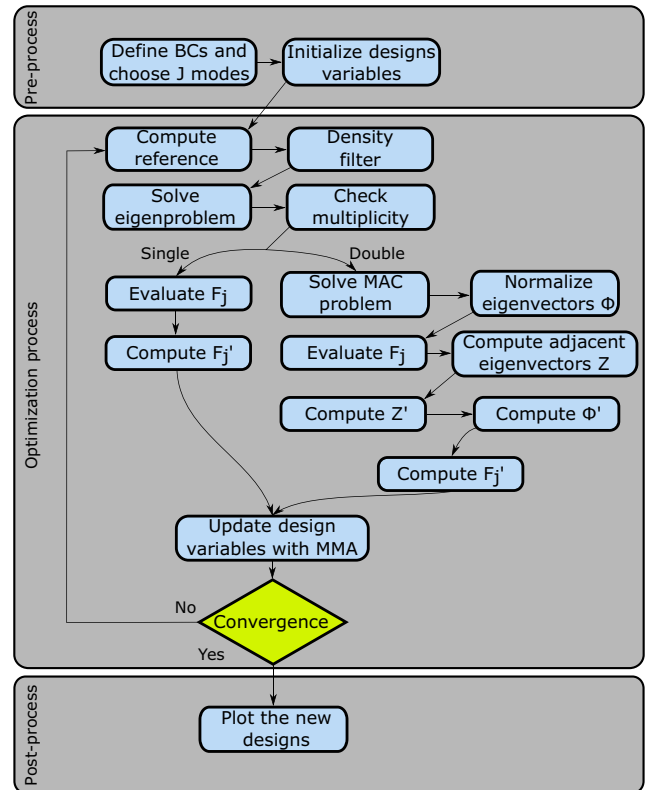 Pre-process
Define BCs and
choose J modes
Initialize designs
variables
Optimization process
Compute
reference
Density
filter
Solve
eigenproblem
Check
multiplicity
Single
Double
Evaluate Fj
Compute Fj'
Solve MAC
problem
Normalize
eigenvectors Φ
Evaluate Fj
Compute adjacent
eigenvectors Z
Compute Z'
Compute Φ'
Compute Fj'
Update design
variables with MMA
No
Convergence
Yes
Post-process
Plot the new
designs